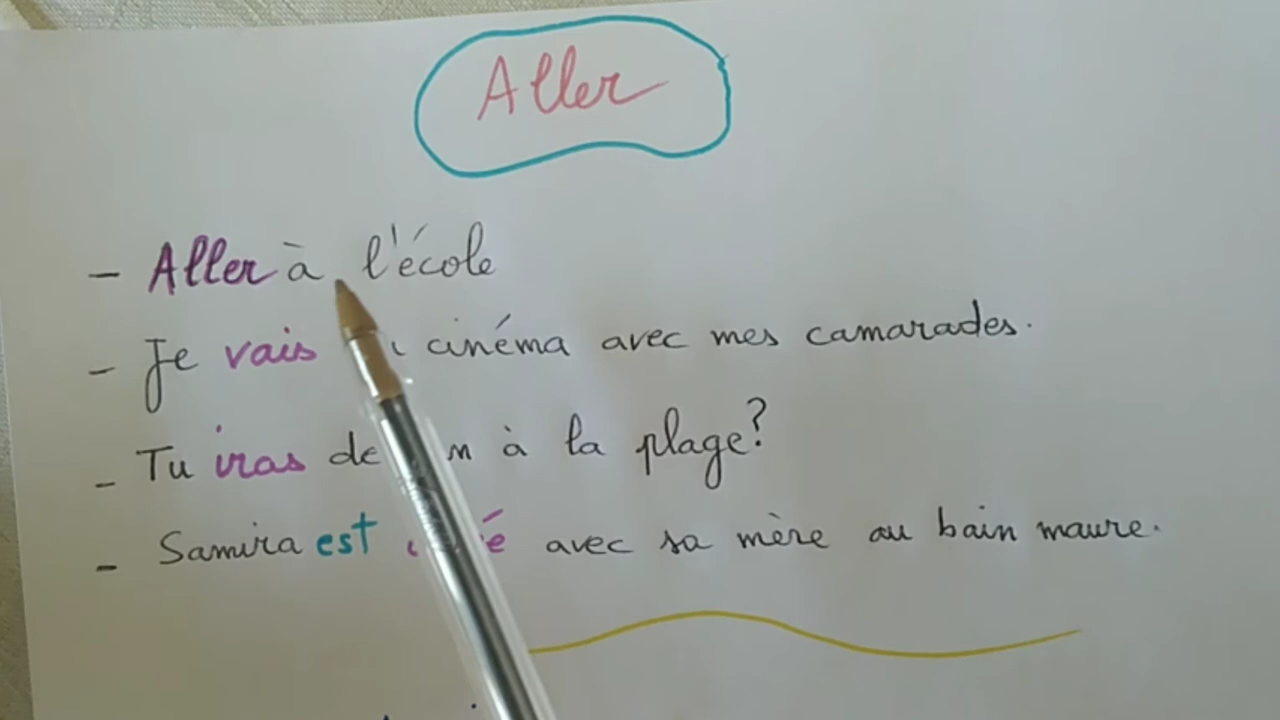 Aller
- Aller à l'école
- Je vais cinéma avec mes camarades.
- Tu iras à la plage?
- Samira est avec sa mère au bain maure.